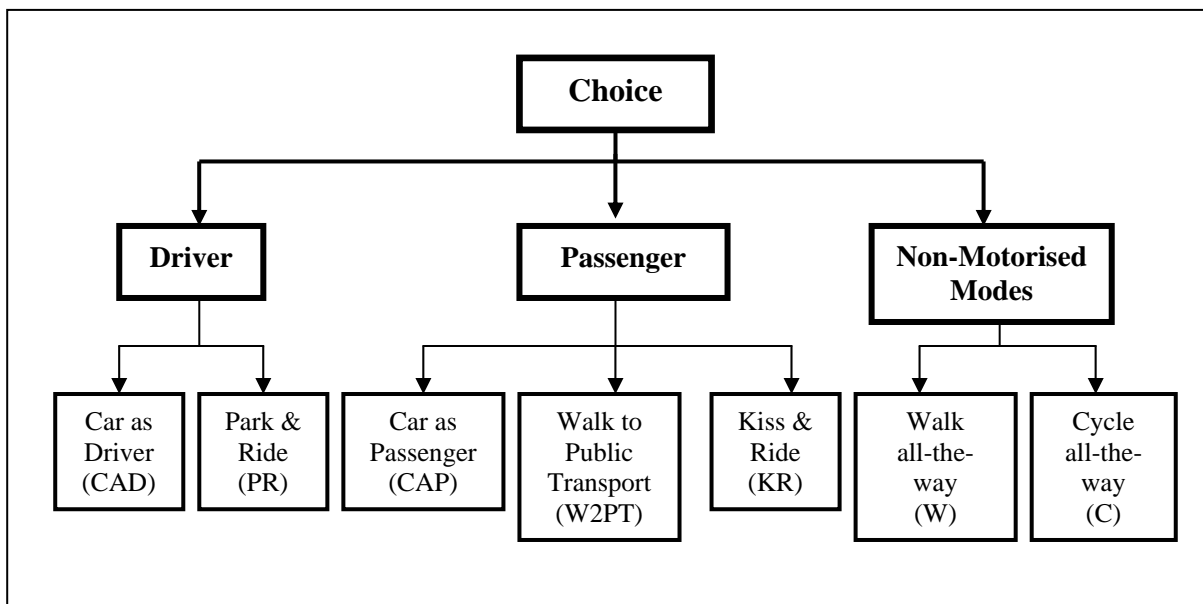 Choice
Driver
Passenger
Non-Motorised
Modes
Car as
Driver
(CAD)
Park &
Ride
(PR)
Car as
Passenger
(CAP)
Walk to
Public
Transport
(W2PT)
Kiss &
Ride
(KR)
Walk
all-the-
way
(W)
Cycle
all-the-
way
(C)